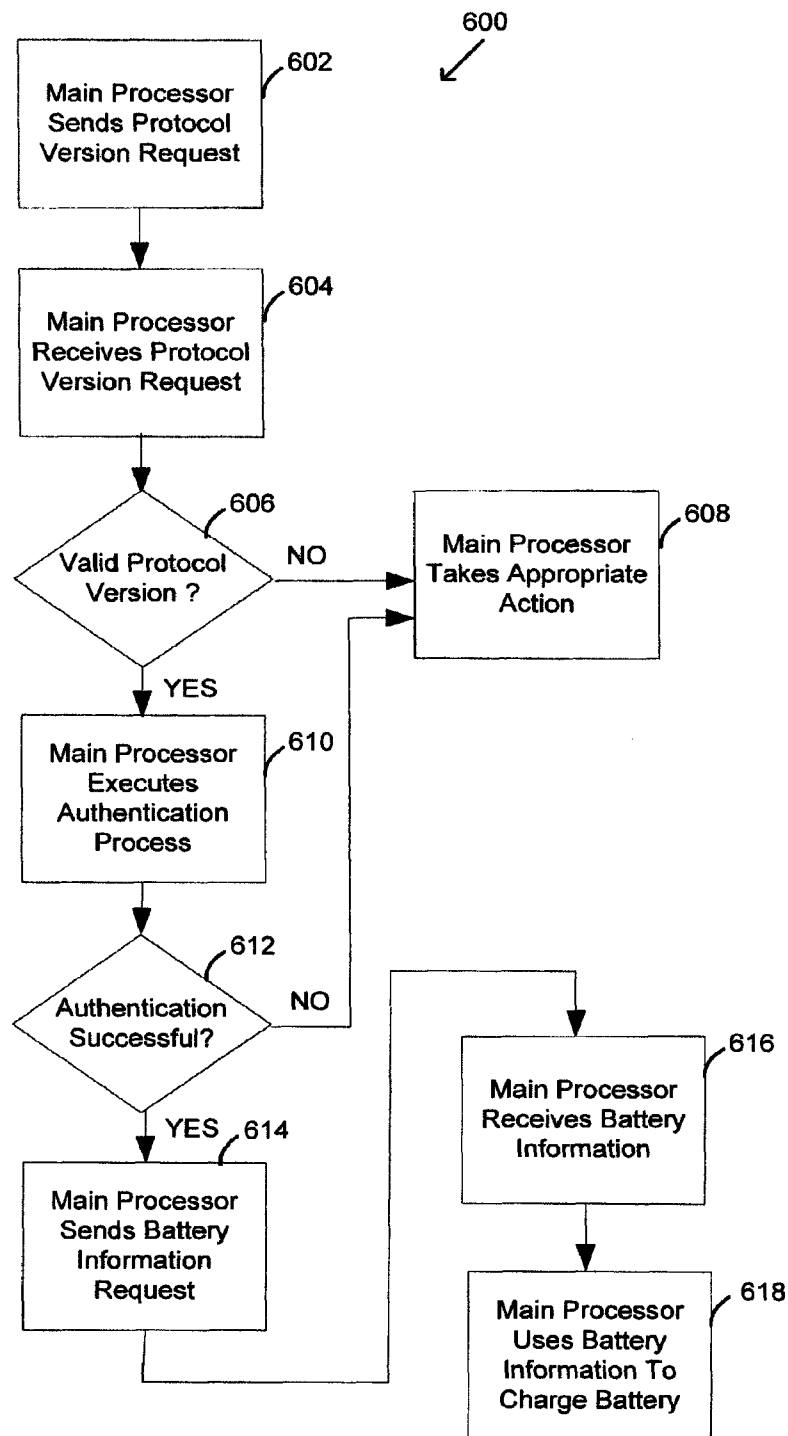 600
602
Main Processor
Sends Protocol
Version Request
604
Main Processor
Receives Protocol
Version Request
606
Valid Protocol
Version ?
NO
608
Main Processor
Takes Appropriate
Action
YES
610
Main Processor
Executes
Authentication
Process
612
Authentication
Successful?
NO
YES
614
Main Processor
Sends Battery
Information
Request
616
Main Processor
Receives Battery
Information
618
Main Processor
Uses Battery
Information To
Charge Battery